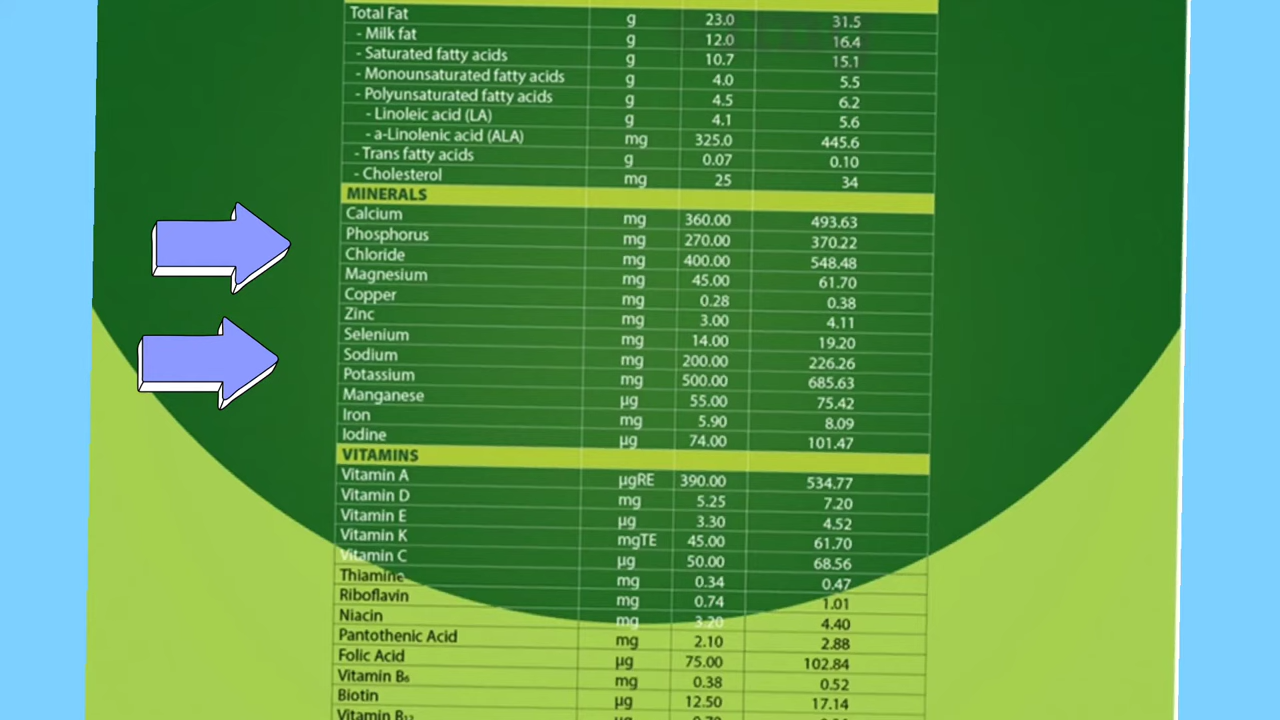 Total Fat g 23.0 31.5
- Milk fat g 12.0 16.4
- Saturated fatty acids g 10.7 15.1
- Monounsaturated fatty acids g 4.0 5.5
- Polyunsaturated fatty acids g 4.5 6.2
- Linoleic acid (LA) g 4.1 5.6
- a-Linolenic acid (ALA) mg 325.0 445.6
- Trans fatty acids g 0.07 0.10
- Cholesterol mg 25 34
MINERALS
Calcium mg 360.00 493.63
Phosphorus mg 270.00 370.22
Chloride mg 400.00 548.48
Magnesium mg 45.00 61.70
Copper mg 0.28 0.38
Zinc mg 3.00 4.11
Selenium mg 14.00 19.20
Sodium mg 200.00 226.26
Potassium mg 500.00 685.63
Manganese µg 55.00 75.42
Iron mg 5.90 8.09
Iodine µg 74.00 101.47
VITAMINS
Vitamin A µgRE 390.00 534.77
Vitamin D mg 5.25 7.20
Vitamin E µg 3.30 4.52
Vitamin K mgTE 45.00 61.70
Vitamin C µg 50.00 68.56
Thiamine mg 0.34 0.47
Riboflavin mg 0.74 1.01
Niacin mg 3.20 4.40
Pantothenic Acid mg 2.10 2.88
Folic Acid µg 75.00 102.84
Vitamin B₆ mg 0.38 0.52
Biotin µg 12.50 17.14
Vitamin B₁₂